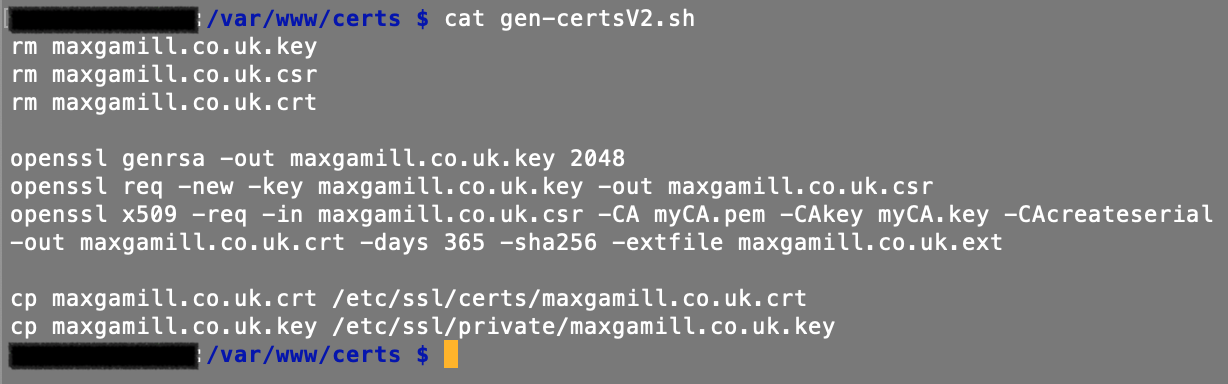 :/var/www/certs $ cat gen-certsV2.sh
rm maxgamill.co.uk.key
rm maxgamill.co.uk.csr
rm maxgamill.co.uk.crt
openssl genrsa -out maxgamill.co.uk.key 2048
openssl req -new -key maxgamill.co.uk.key -out maxgamill.co.uk.csr
openssl x509 -req -in maxgamill.co.uk.csr -CA myCA.pem -CAkey myCA.key -CAcreateserial
-out maxgamill.co.uk.crt -days 365 -sha256 -extfile maxgamill.co.uk.ext
cp maxgamill.co.uk.crt /etc/ssl/certs/maxgamill.co.uk.crt
cp maxgamill.co.uk.key /etc/ssl/private/maxgamill.co.uk.key
:/var/www/certs $